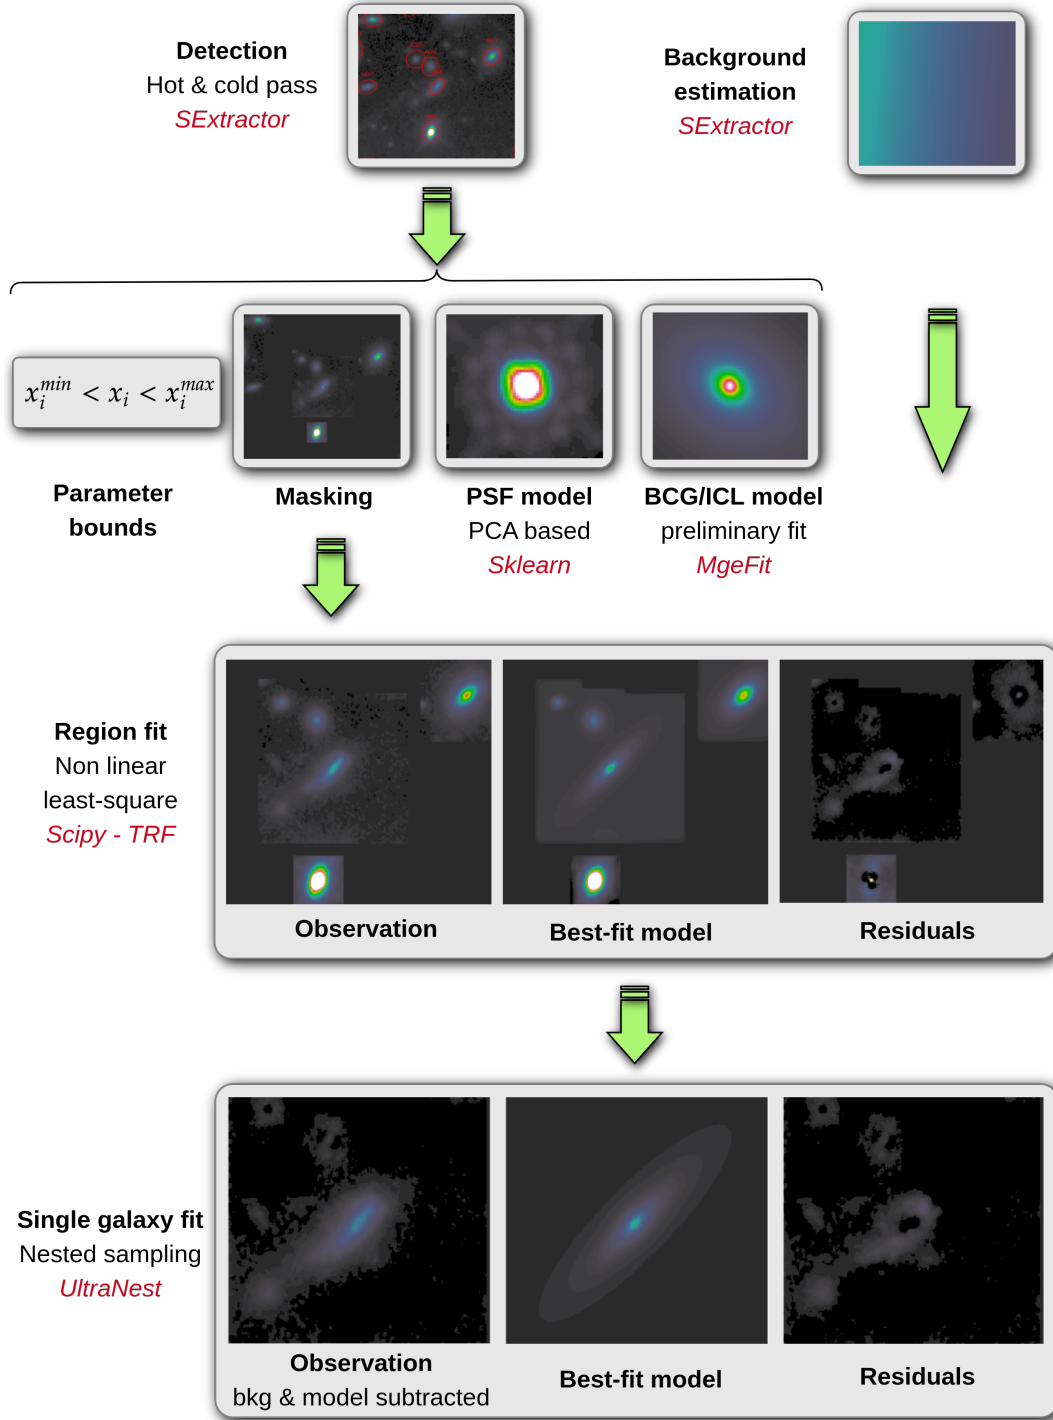 Detection
Hot & cold pass
SExtractor
Background
estimation
SExtractor
x_i^{min} < x_i < x_i^{max}
Parameter
bounds
Masking
PSF model
PCA based
Sklearn
BCG/ICL model
preliminary fit
MgeFit
Region fit
Non linear
least-square
Scipy - TRF
Observation
Best-fit model
Residuals
Single galaxy fit
Nested sampling
UltraNest
Observation
bkg & model subtracted
Best-fit model
Residuals